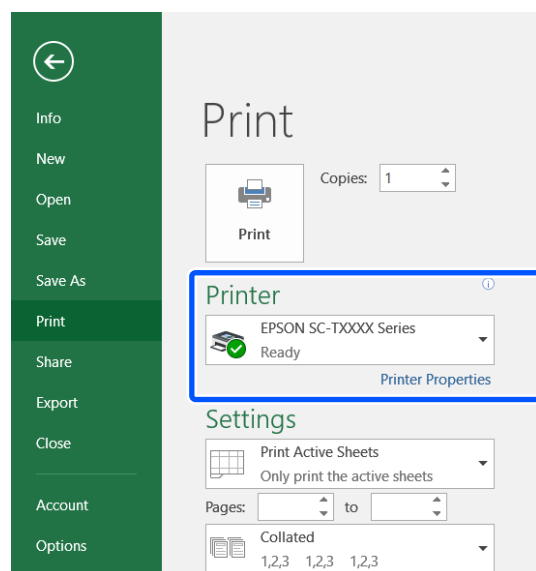 Info
New
Open
Save
Save As
Print
Share
Export
Close
Account
Options
Print
Copies: 1
Print
Printer
EPSON SC-TXXXX Series
Ready
Printer Properties
Settings
Print Active Sheets
Only print the active sheets
Pages: to
Collated
1,2,3 1,2,3 1,2,3